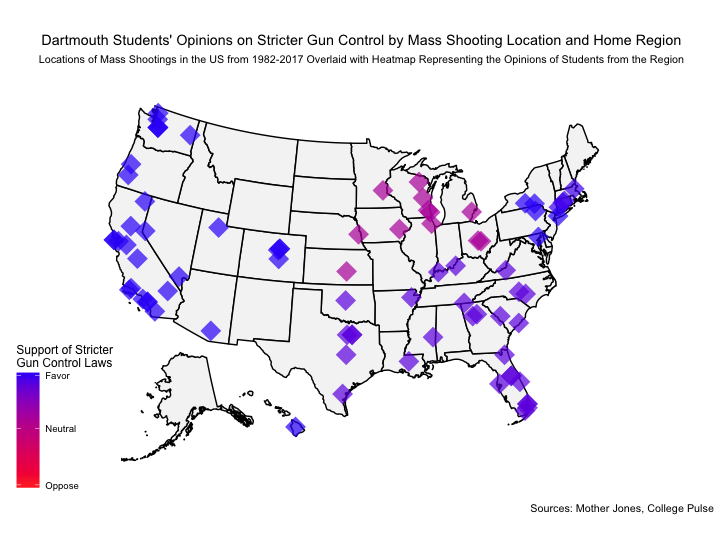 Dartmouth Students' Opinions on Stricter Gun Control by Mass Shooting Location and Home Region
Locations of Mass Shootings in the US from 1982-2017 Overlaid with Heatmap Representing the Opinions of Students from the Region
Support of Stricter
Gun Control Laws
Favor
Neutral
Oppose
Sources: Mother Jones, College Pulse